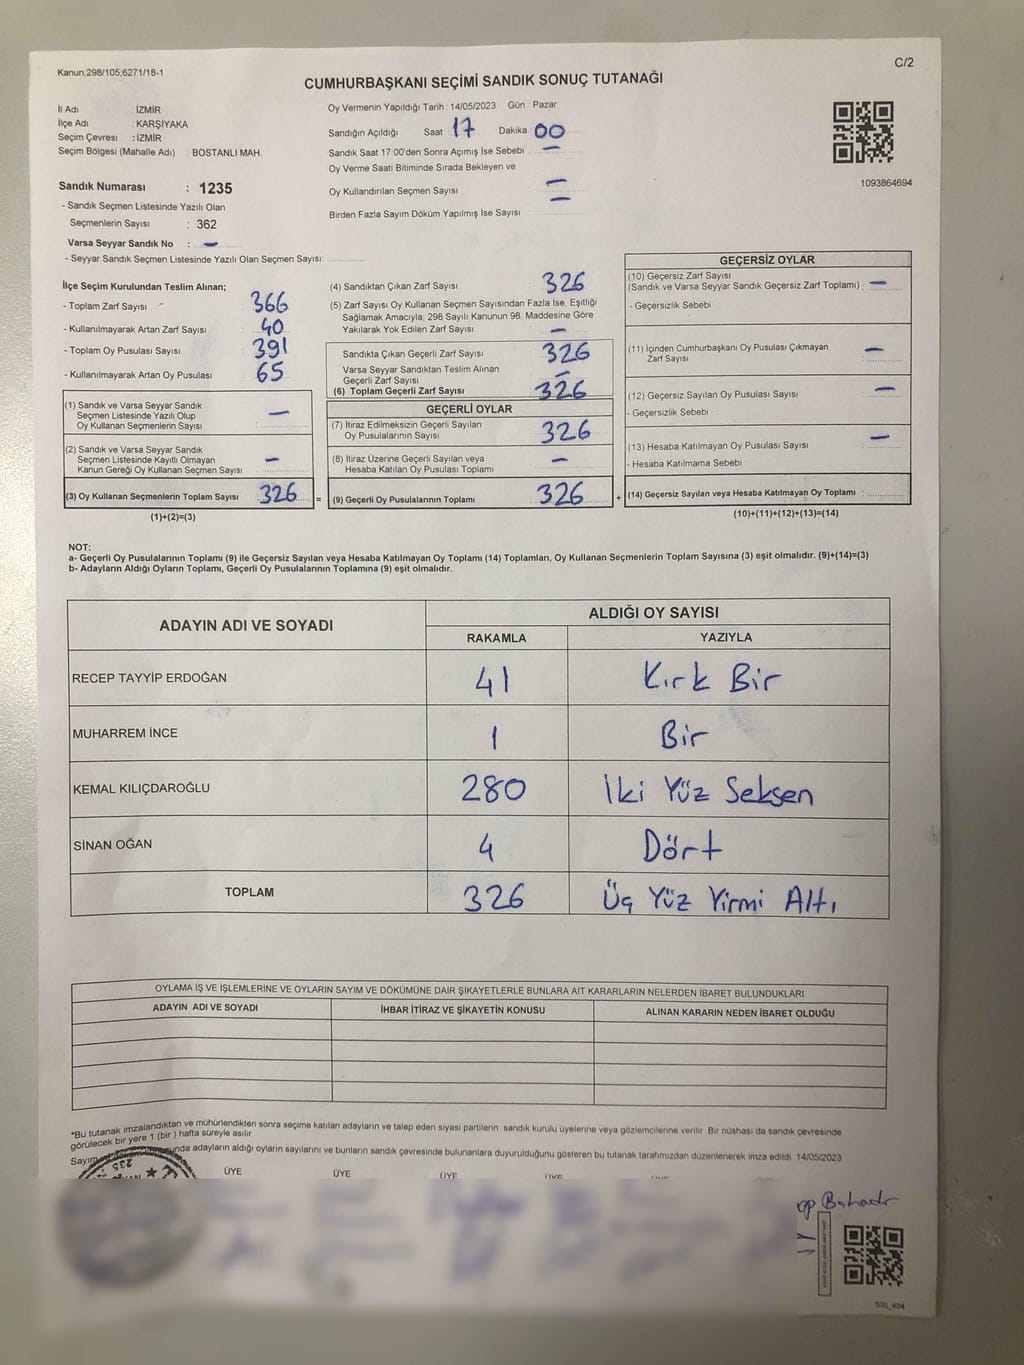 Kanun;298/105,6271/18-1
C/2
CUMHURBAŞKANI SEÇİMİ SANDIK SONUÇ TUTANAĞI
İl Adı : İZMİR
İlçe Adı : KARŞIYAKA
Seçim Çevresi : İZMİR
Seçim Bölgesi (Mahalle Adı) : BOSTANLI MAH.
Sandık Numarası : 1235
- Sandık Seçmen Listesinde Yazılı Olan
Seçmenlerin Sayısı : 362
Varsa Seyyar Sandık No : —
- Seyyar Sandık Seçmen Listesinde Yazılı Olan Seçmen Sayısı:
Oy Vermenin Yapıldığı Tarih : 14/05/2023 Gün : Pazar
Sandığın Açıldığı Saat 17 Dakika 00
Sandık Saat 17:00'den Sonra Açımış İse Sebebi : —
Oy Verme Saati Bitiminde Sırada Bekleyen ve
Oy Kullandırılan Seçmen Sayısı —
Birden Fazla Sayım Döküm Yapılmış İse Sayısı —
1093864694
İlçe Seçim Kurulundan Teslim Alınan;
- Toplam Zarf Sayısı : 366
- Kullanılmayarak Artan Zarf Sayısı : 40
- Toplam Oy Pusulası Sayısı : 391
- Kullanılmayarak Artan Oy Pusulası : 65
(1) Sandık ve Varsa Seyyar Sandık
Seçmen Listesinde Yazılı Olup
Oy Kullanan Seçmenlerin Sayısı : —
(2) Sandık ve Varsa Seyyar Sandık
Seçmen Listesinde Kayıtlı Olmayan
Kanun Gereği Oy Kullanan Seçmen Sayısı : —
(3) Oy Kullanan Seçmenlerin Toplam Sayısı : 326
(1)+(2)=(3)
(4) Sandıktan Çıkan Zarf Sayısı : 326
(5) Zarf Sayısı Oy Kullanan Seçmen Sayısından Fazla İse, Eşitliği
Sağlamak Amacıyla; 298 Sayılı Kanunun 98. Maddesine Göre
Yakılarak Yok Edilen Zarf Sayısı : —
Sandıkta Çıkan Geçerli Zarf Sayısı : 326
Varsa Seyyar Sandıktan Teslim Alınan
Geçerli Zarf Sayısı : —
(6) Toplam Geçerli Zarf Sayısı : 326
GEÇERLİ OYLAR
(7) İtiraz Edilmeksizin Geçerli Sayılan
Oy Pusulalarının Sayısı : 326
(8) İtiraz Üzerine Geçerli Sayılan veya
Hesaba Katılan Oy Pusulası Toplamı : —
= (9) Geçerli Oy Pusulalarının Toplamı : 326
GEÇERSİZ OYLAR
(10) Geçersiz Zarf Sayısı
(Sandık ve Varsa Seyyar Sandık Geçersiz Zarf Toplamı) : —
- Geçersizlik Sebebi :
(11) İçinden Cumhurbaşkanı Oy Pusulası Çıkmayan
Zarf Sayısı : —
(12) Geçersiz Sayılan Oy Pusulası Sayısı : —
- Geçersizlik Sebebi :
(13) Hesaba Katılmayan Oy Pusulası Sayısı : —
- Hesaba Katılmama Sebebi :
+ (14) Geçersiz Sayılan veya Hesaba Katılmayan Oy Toplamı :
(10)+(11)+(12)+(13)=(14)
NOT:
a- Geçerli Oy Pusulalarının Toplamı (9) ile Geçersiz Sayılan veya Hesaba Katılmayan Oy Toplamı (14) Toplamları, Oy Kullanan Seçmenlerin Toplam Sayısına (3) eşit olmalıdır. (9)+(14)=(3)
b- Adayların Aldığı Oyların Toplamı, Geçerli Oy Pusulalarının Toplamına (9) eşit olmalıdır.
ADAYIN ADI VE SOYADI ALDIĞI OY SAYISI
RAKAMLA YAZIYLA
RECEP TAYYİP ERDOĞAN 41 Kırk Bir
MUHARREM İNCE 1 Bir
KEMAL KILIÇDAROĞLU 280 İki Yüz Seksen
SİNAN OĞAN 4 Dört
TOPLAM 326 Üç Yüz Yirmi Altı
OYLAMA İŞ VE İŞLEMLERİNE VE OYLARIN SAYIM VE DÖKÜMÜNE DAİR ŞİKAYETLERLE BUNLARA AİT KARARLARIN NELERDEN İBARET BULUNDUKLARI
ADAYIN ADI VE SOYADI İHBAR İTİRAZ VE ŞİKAYETİN KONUSU ALINAN KARARIN NEDEN İBARET OLDUĞU
*Bu tutanak imzalandıktan ve mühürlendikten sonra seçime katılan adayların ve talep eden siyasi partilerin sandık kurulu üyelerine veya gözlemcilerine verilir. Bir nüshası da sandık çevresinde
görülecek bir yere 1 (bir ) hafta süreyle asılır.
adayların aldığı oyların sayılarını ve bunların sandık çevresinde bulunanlara duyurulduğunu gösteren bu tutanak tarafımızdan düzenlenerek imza edildi. 14/05/2023
ÜYE ÜYE ÜYE ÜYE